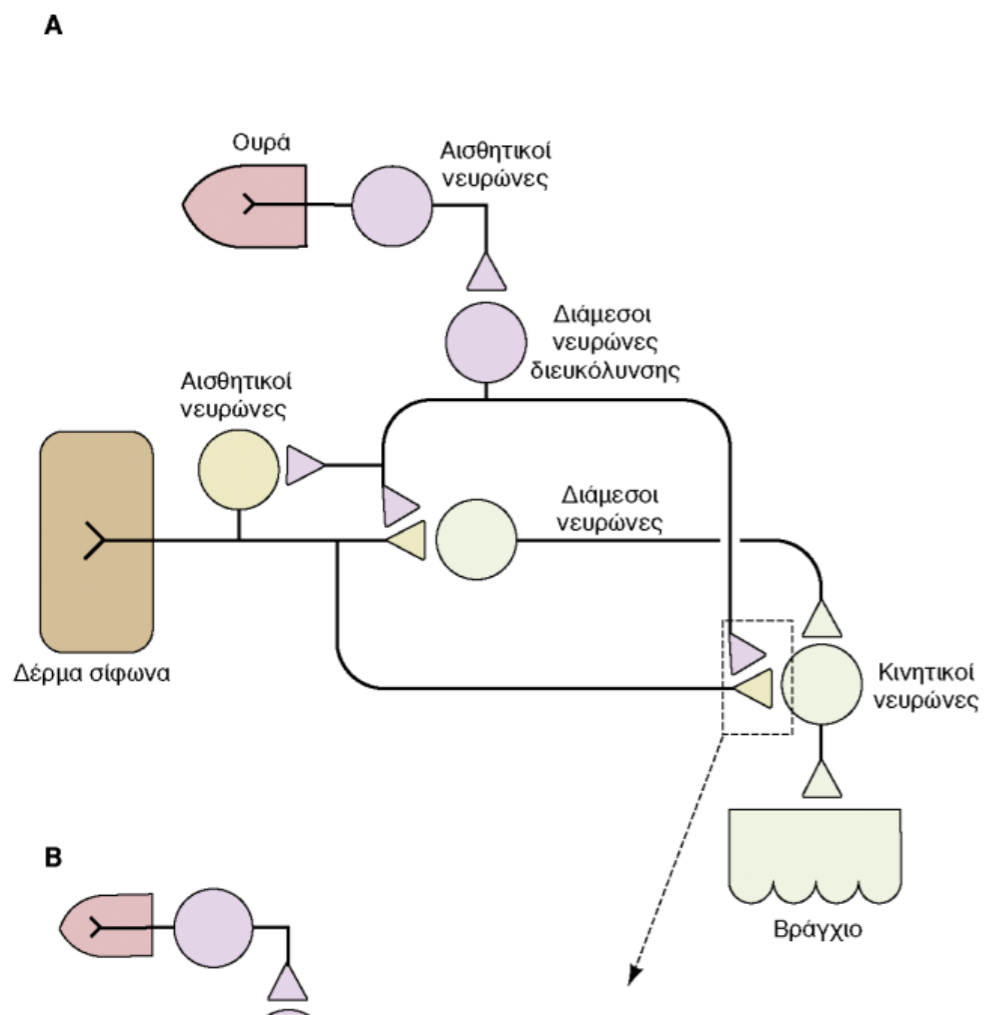 A
Ουρά
Αισθητικοί
νευρώνες
Διάμεσοι
νευρώνες
διευκόλυνσης
Αισθητικοί
νευρώνες
Διάμεσοι
νευρώνες
Δέρμα σίφωνα
Κινητικοί
νευρώνες
B
Βράγχιο